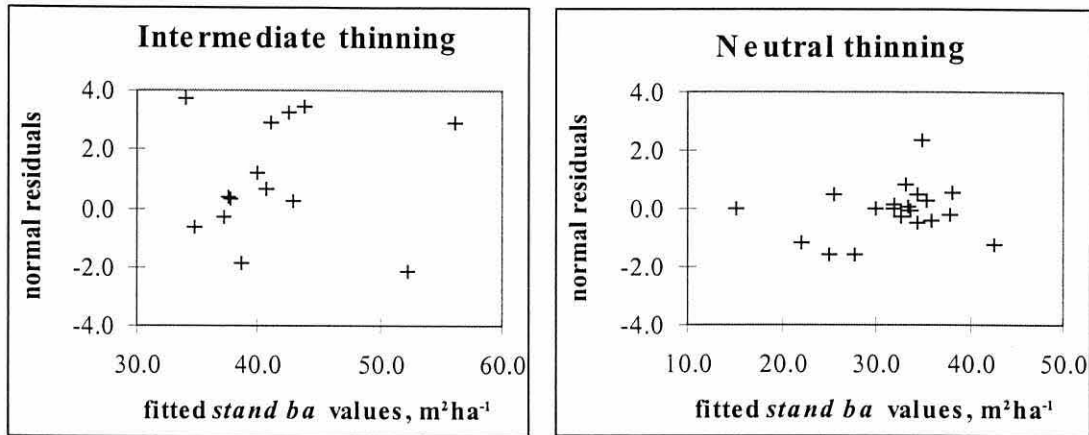 Intermediate thinning
normal residuals
4.0
2.0
0.0
-2.0
-4.0
30.0 40.0 50.0 60.0
fitted stand ba values, m²ha⁻¹
Neutral thinning
normal residuals
4.0
2.0
0.0
-2.0
-4.0
10.0 20.0 30.0 40.0 50.0
fitted stand ba values, m²ha⁻¹